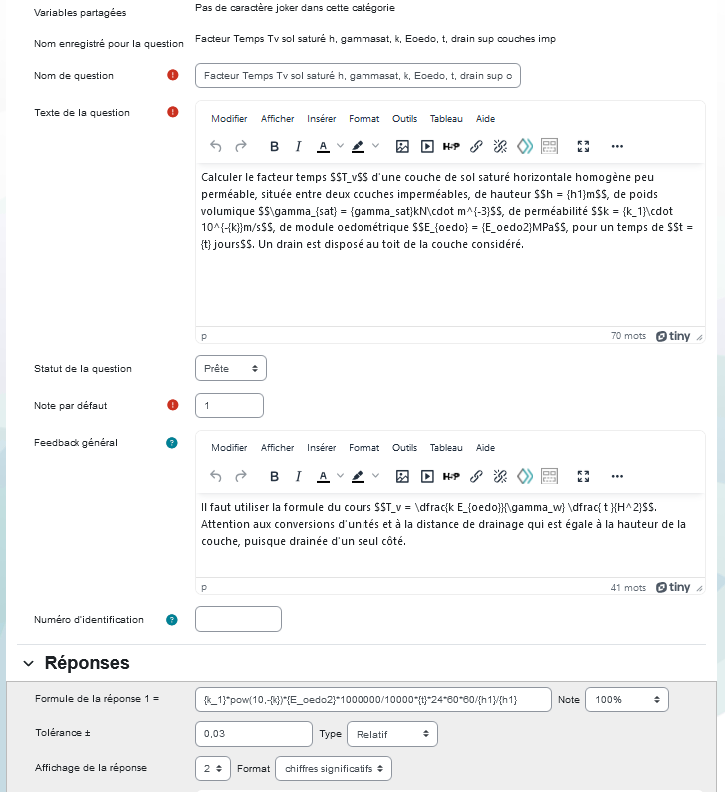 Variables partagées
Pas de caractère joker dans cette catégorie
Nom enregistré pour la question
Facteur Temps Tv sol saturé h, gammasat, k, Eoedo, t, drain sup couches imp
Nom de question
Facteur Temps Tv sol saturé h, gammasat, k, Eoedo, t, drain sup o
Texte de la question
Modifier Afficher Insérer Format Outils Tableau Aide
B I A H-P
Calculer le facteur temps $$T_v$$ d'une couche de sol saturé horizontale homogène peu
perméable, située entre deux couches imperméables, de hauteur $$h = {h1}m$$, de poids
volumique $$\gamma_{sat} = {gamma_sat}kN\cdot m^{-3}$$, de perméabilité $$k = {k_1}\cdot
10^{-{k}}m/s$$, de module oedométrique $$E_{oedo} = {E_oedo2}MPa$$, pour un temps de $$t =
{t} jours$$. Un drain est disposé au toit de la couche considéré.
p
70 mots tiny
Statut de la question
Prête
Note par défaut
1
Feedback général
Modifier Afficher Insérer Format Outils Tableau Aide
B I A H-P
Il faut utiliser la formule du cours $$T_v = \dfrac{k E_{oedo}}{\gamma_w} \dfrac{ t }{H^2}$$.
Attention aux conversions d'untés et à la distance de drainage qui est égale à la hauteur de la
couche, puisque drainée d'un seul côté.
p
41 mots tiny
Numéro d'identification
Réponses
Formule de la réponse 1 =
{k_1}*pow(10,-{k})*{E_oedo2}*1000000/10000*{t}*24*60*60/{h1}/{h1}
Note 100%
Tolérance ±
0,03
Type Relatif
Affichage de la réponse
2
Format chiffres significatifs